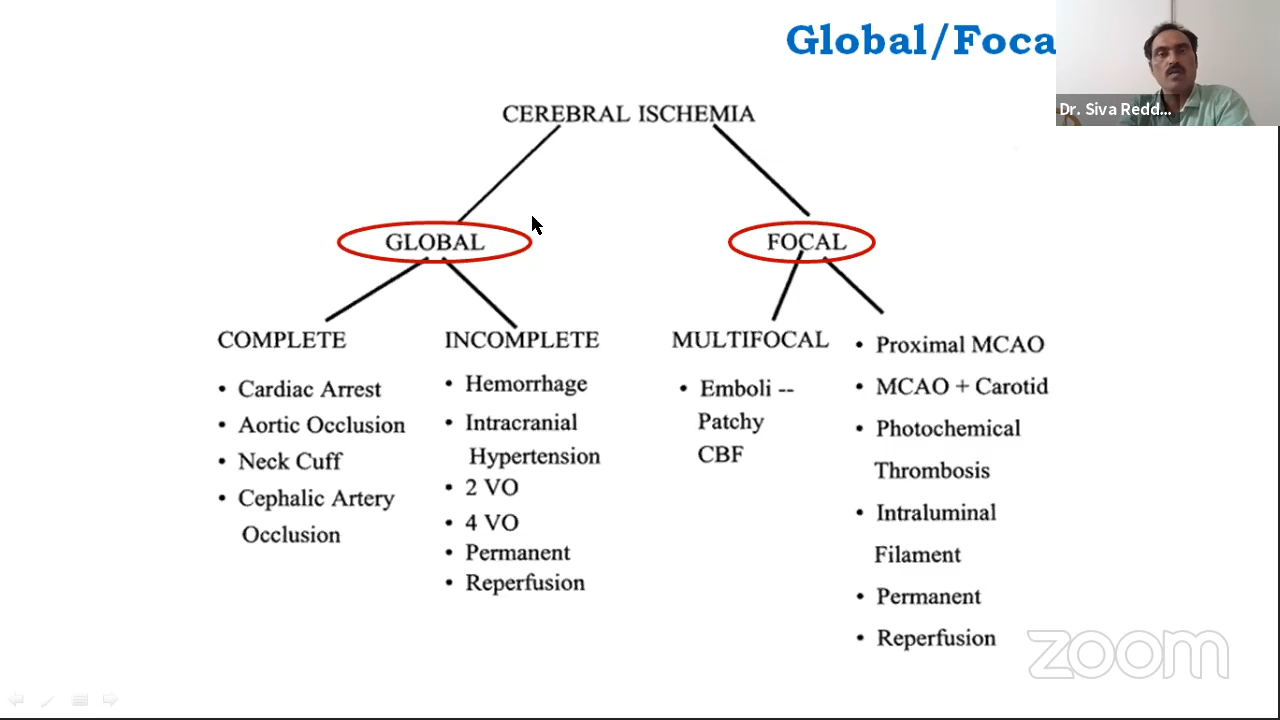 Global/Foca
Dr. Siva Redd...
CEREBRAL ISCHEMIA
GLOBAL
FOCAL
COMPLETE
• Cardiac Arrest
• Aortic Occlusion
• Neck Cuff
• Cephalic Artery
Occlusion
INCOMPLETE
• Hemorrhage
• Intracranial
Hypertension
• 2 VO
• 4 VO
• Permanent
• Reperfusion
MULTIFOCAL
• Emboli --
Patchy
CBF
• Proximal MCAO
• MCAO + Carotid
• Photochemical
Thrombosis
• Intraluminal
Filament
• Permanent
• Reperfusion
zoom